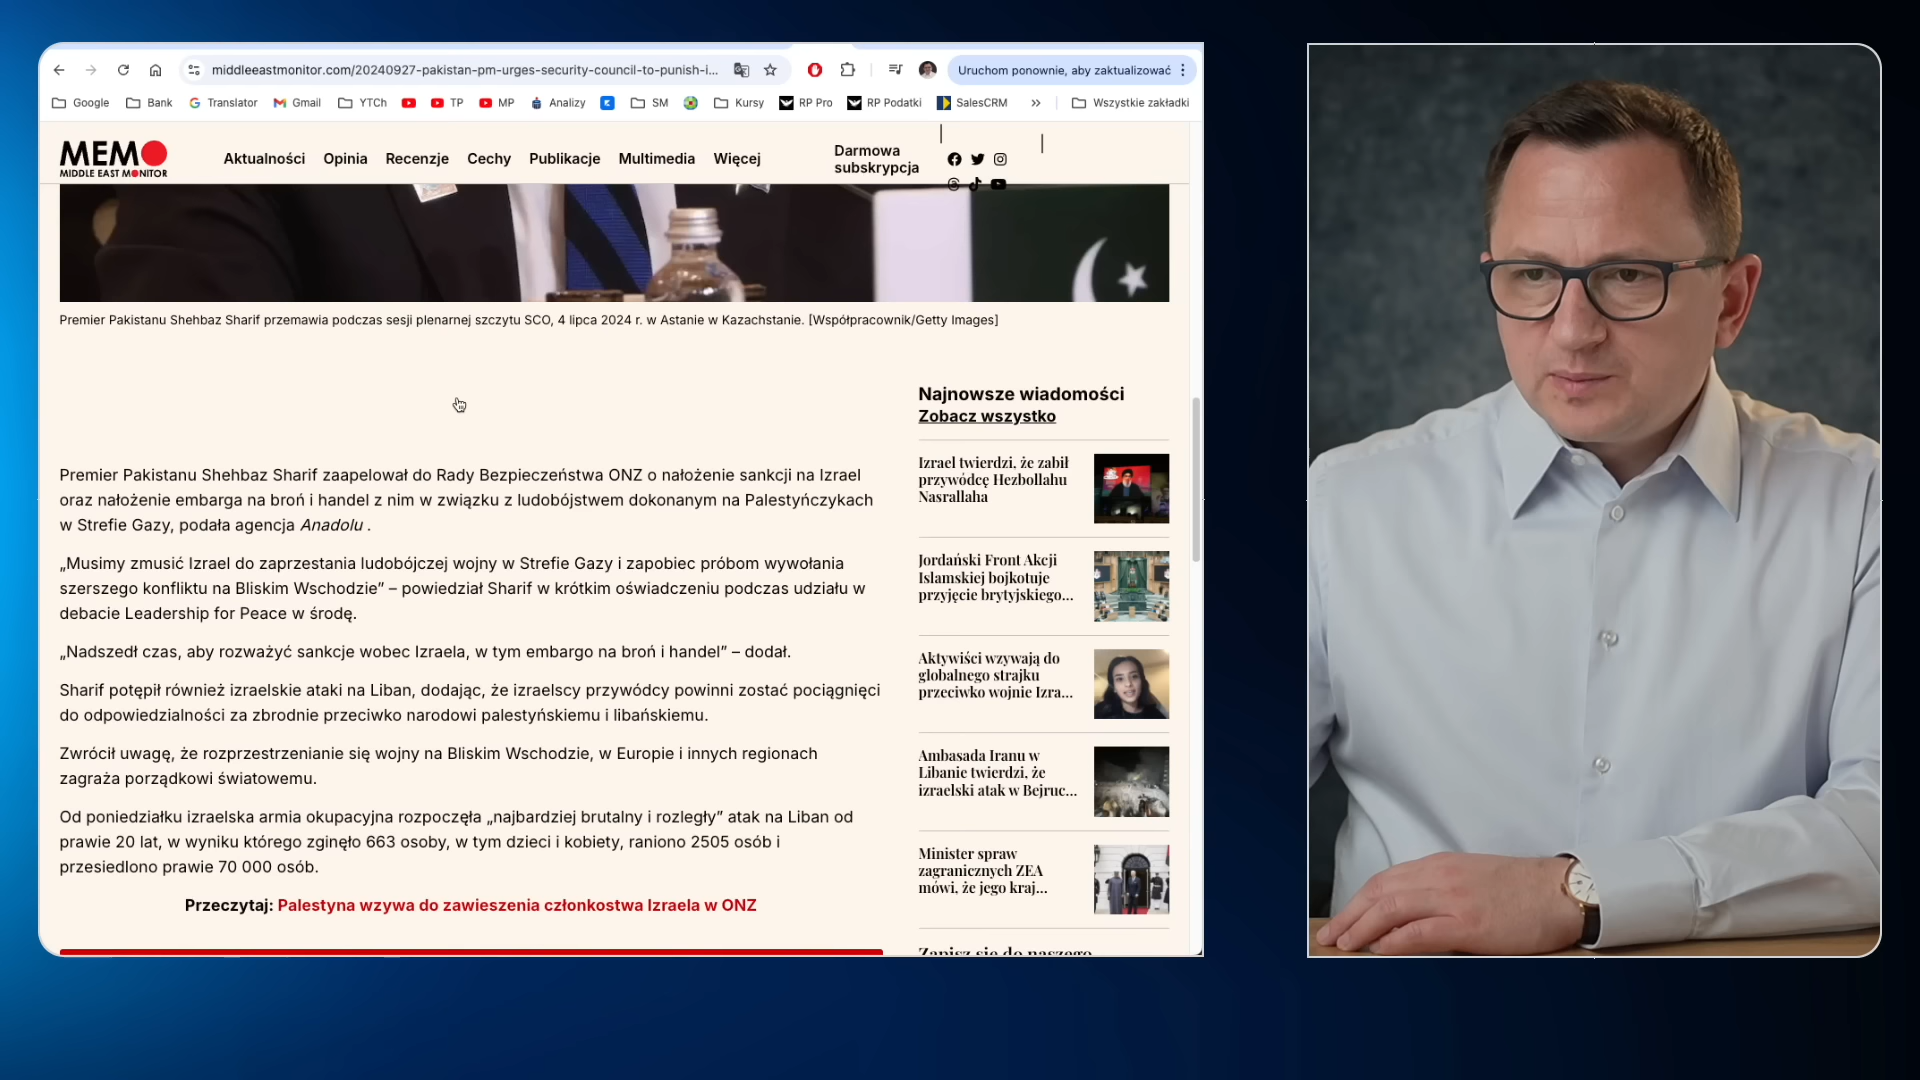 middleeastmonitor.com/20240927-pakistan-pm-urges-security-council-to-punish-i...
Uruchom ponownie, aby zaktualizować
Google
Bank
Translator
Gmail
YTCh
TP
MP
Analizy
SM
Kursy
RP Pro
RP Podatki
SalesCRM
»
Wszystkie zakładki
MEMO
MIDDLE EAST MONITOR
Aktualności
Opinia
Recenzje
Cechy
Publikacje
Multimedia
Więcej
Darmowa
subskrypcja
Premier Pakistanu Shehbaz Sharif przemawia podczas sesji plenarnej szczytu SCO, 4 lipca 2024 r. w Astanie w Kazachstanie. [Współpracownik/Getty Images]
Premier Pakistanu Shehbaz Sharif zaapelował do Rady Bezpieczeństwa ONZ o nałożenie sankcji na Izrael
oraz nałożenie embarga na broń i handel z nim w związku z ludobójstwem dokonanym na Palestyńczykach
w Strefie Gazy, podała agencja Anadolu .
„Musimy zmusić Izrael do zaprzestania ludobójczej wojny w Strefie Gazy i zapobiec próbom wywołania
szerszego konfliktu na Bliskim Wschodzie” – powiedział Sharif w krótkim oświadczeniu podczas udziału w
debacie Leadership for Peace w środę.
„Nadszedł czas, aby rozważyć sankcje wobec Izraela, w tym embargo na broń i handel” – dodał.
Sharif potępił również izraelskie ataki na Liban, dodając, że izraelscy przywódcy powinni zostać pociągnięci
do odpowiedzialności za zbrodnie przeciwko narodowi palestyńskiemu i libańskiemu.
Zwrócił uwagę, że rozprzestrzenianie się wojny na Bliskim Wschodzie, w Europie i innych regionach
zagraża porządkowi światowemu.
Od poniedziałku izraelska armia okupacyjna rozpoczęła „najbardziej brutalny i rozległy” atak na Liban od
prawie 20 lat, w wyniku którego zginęło 663 osoby, w tym dzieci i kobiety, raniono 2505 osób i
przesiedlono prawie 70 000 osób.
Przeczytaj: Palestyna wzywa do zawieszenia członkostwa Izraela w ONZ
Najnowsze wiadomości
Zobacz wszystko
Izrael twierdzi, że zabił
przywódcę Hezbollahu
Nasrallaha
Jordański Front Akcji
Islamskiej bojkotuje
przyjęcie brytyjskiego...
Aktywiści wzywają do
globalnego strajku
przeciwko wojnie Izra...
Ambasada Iranu w
Libanie twierdzi, że
izraelski atak w Bejruc...
Minister spraw
zagranicznych ZEA
mówi, że jego kraj...
Zapisz się do naszego